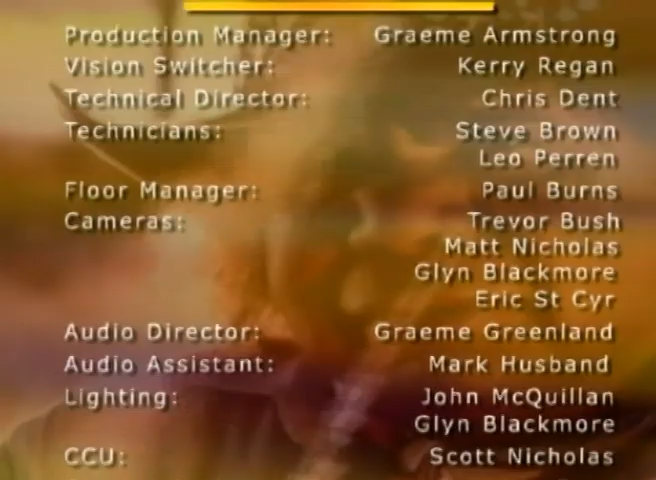 Production Manager: Graeme Armstrong
Vision Switcher: Kerry Regan
Technical Director: Chris Dent
Technicians: Steve Brown
Leo Perren
Floor Manager: Paul Burns
Cameras: Trevor Bush
Matt Nicholas
Glyn Blackmore
Eric St Cyr
Audio Director: Graeme Greenland
Audio Assistant: Mark Husband
Lighting: John McQuillan
Glyn Blackmore
CCU: Scott Nicholas